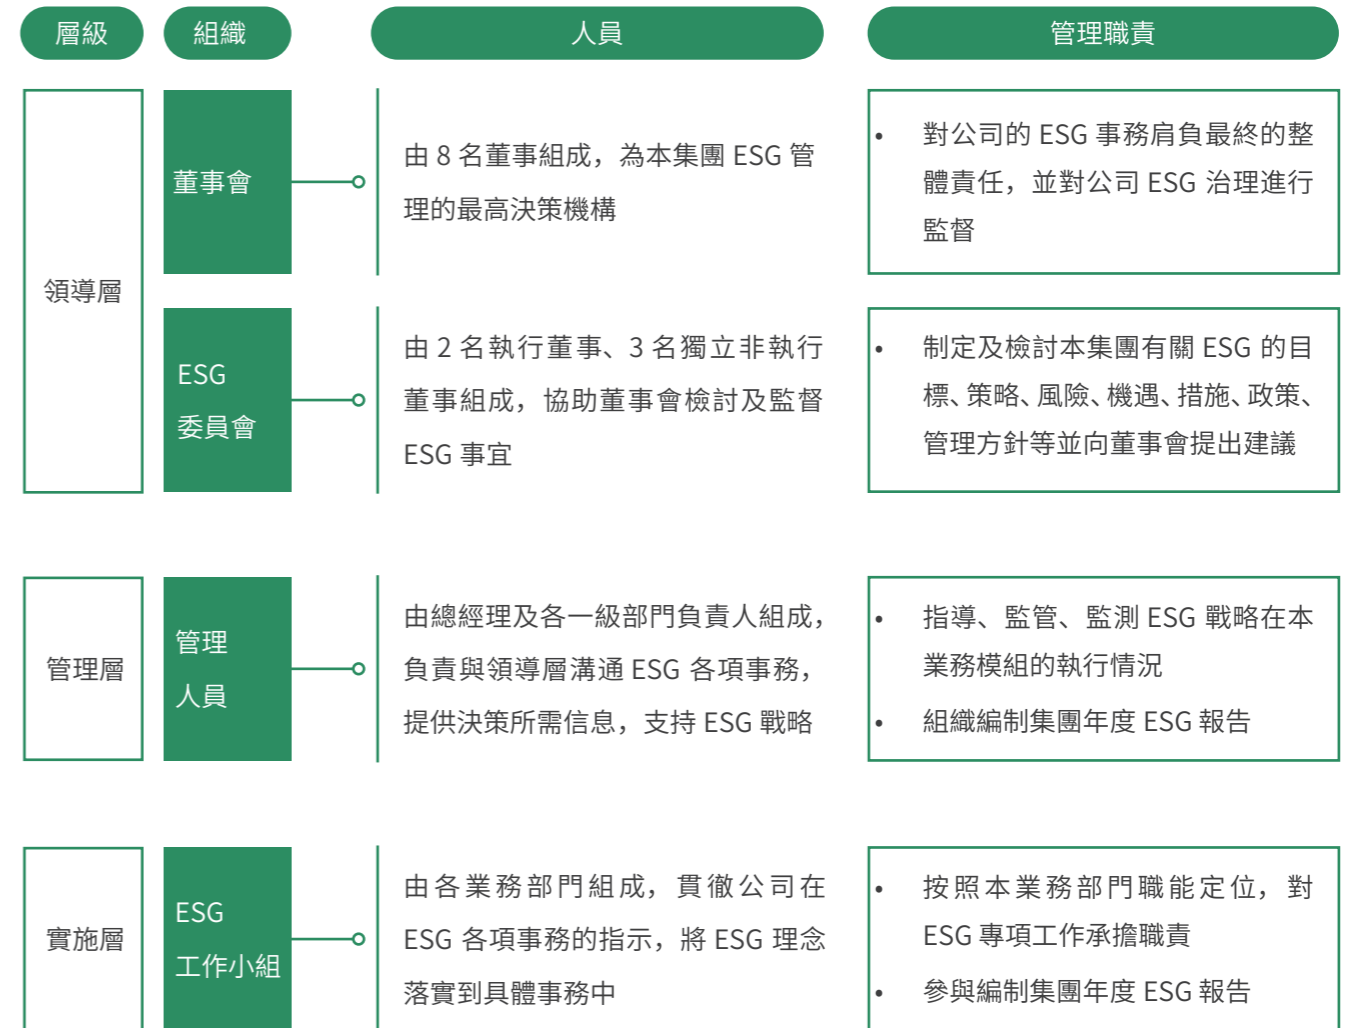 層級
組織
人員
管理職責
領導層
董事會
由 8 名董事組成，為本集團 ESG 管
理的最高決策機構
• 對公司的 ESG 事務肩負最終的整
體責任，並對公司 ESG 治理進行
監督
ESG
委員會
由 2 名執行董事、3 名獨立非執行
董事組成，協助董事會檢討及監督
ESG 事宜
• 制定及檢討本集團有關 ESG 的目
標、策略、風險、機遇、措施、政策、
管理方針等並向董事會提出建議
管理層
管理
人員
由總經理及各一級部門負責人組成，
負責與領導層溝通 ESG 各項事務，
提供決策所需信息，支持 ESG 戰略
• 指導、監管、監測 ESG 戰略在本
業務模組的執行情況
• 組織編制集團年度 ESG 報告
實施層
ESG
工作小組
由各業務部門組成，貫徹公司在
ESG 各項事務的指示，將 ESG 理念
落實到具體事務中
• 按照本業務部門職能定位，對
ESG 專項工作承擔職責
• 參與編制集團年度 ESG 報告